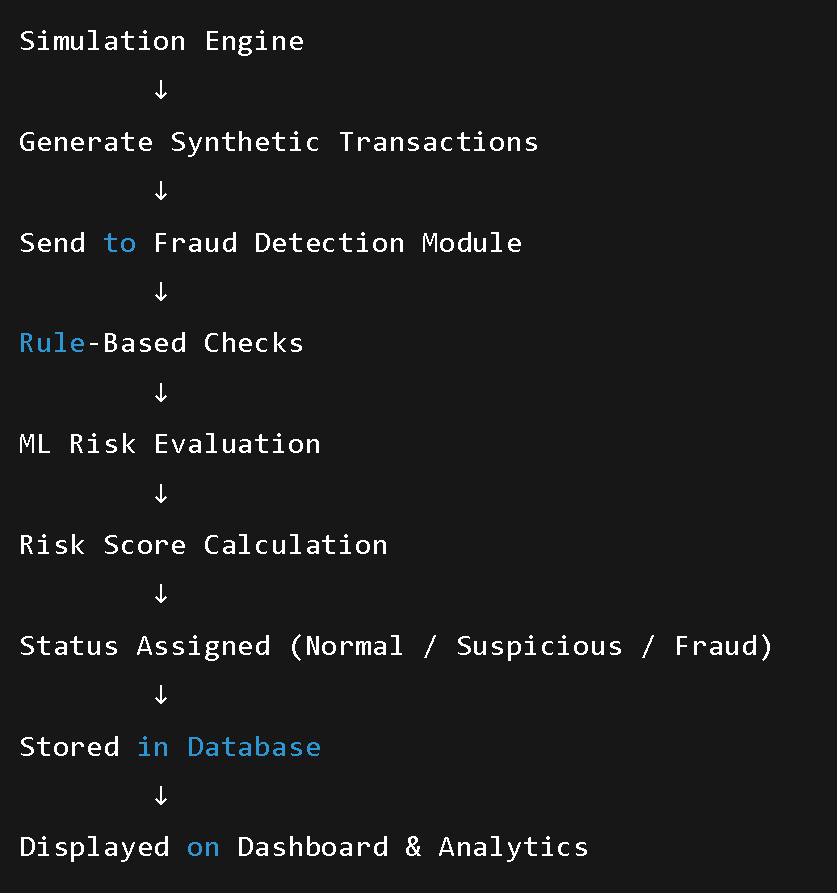 Simulation Engine
↓
Generate Synthetic Transactions
↓
Send to Fraud Detection Module
↓
Rule-Based Checks
↓
ML Risk Evaluation
↓
Risk Score Calculation
↓
Status Assigned (Normal / Suspicious / Fraud)
↓
Stored in Database
↓
Displayed on Dashboard & Analytics